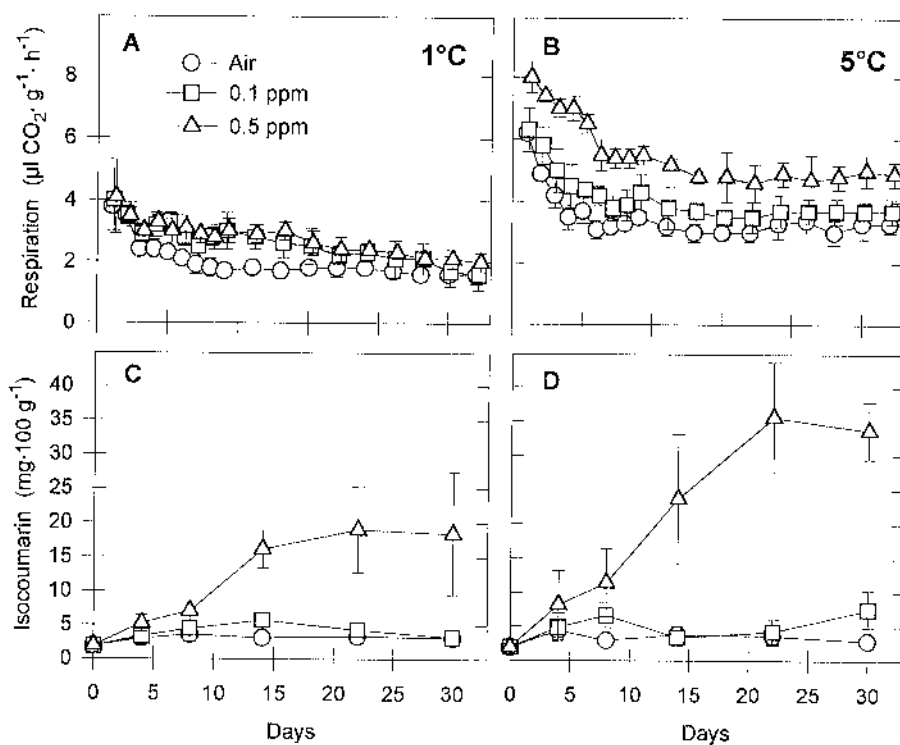 A
1°C
○ Air
□ 0.1 ppm
△ 0.5 ppm
B
5°C
Respiration (µl CO₂· g⁻¹· h⁻¹)
8
6
4
2
0
C
D
Isocoumarin (mg·100 g⁻¹)
40
35
30
25
20
15
10
5
0
0 5 10 15 20 25 30
0 5 10 15 20 25 30
Days
Days